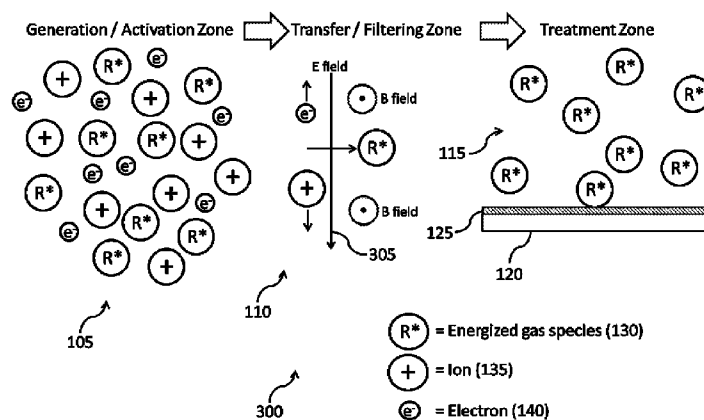 Generation / Activation Zone
Transfer / Filtering Zone
Treatment Zone
E field
R*
e-
+
R*
e-
R*
+
e-
e-
B field
+
R*
R*
+
R*
115
e-
e-
+
R*
+
+
R*
R*
+
R*
e-
B field
125
e-
R*
120
305
R*
+
110
105
R* = Energized gas species (130)
+ = Ion (135)
300
e- = Electron (140)